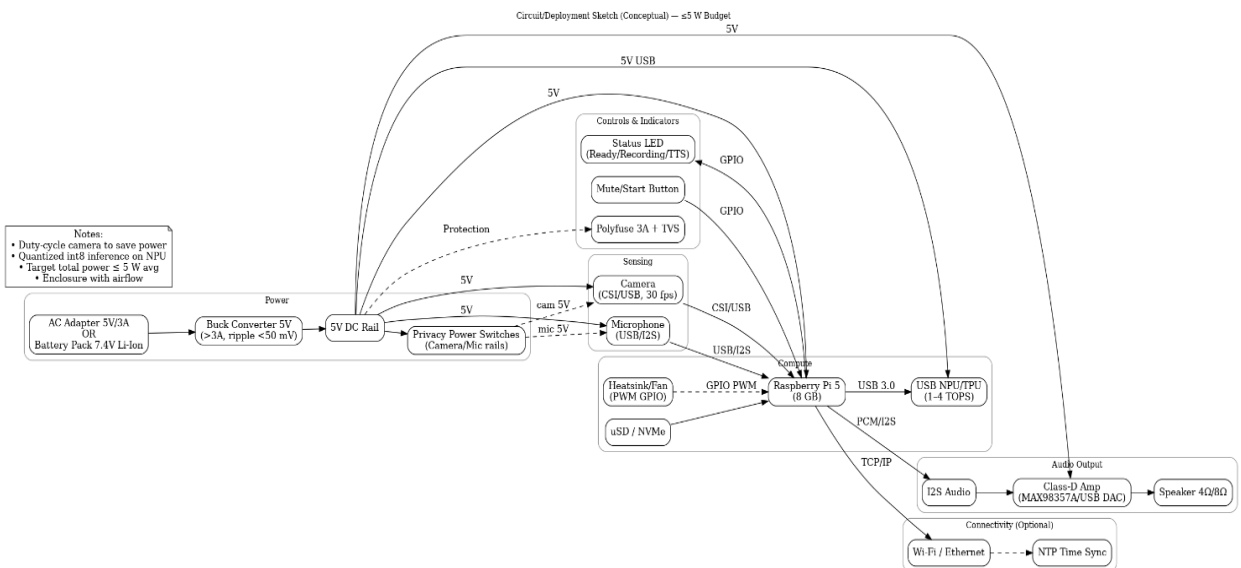 Circuit/Deployment Sketch (Conceptual) — ≤5 W Budget
5V
5V USB
5V
Controls & Indicators
Status LED
(Ready/Recording/TTS)
GPIO
Mute/Start Button
GPIO
Polyfuse 3A + TVS
Protection
Notes:
• Duty-cycle camera to save power
• Quantized int8 inference on NPU
• Target total power ≤ 5 W avg
• Enclosure with airflow
Sensing
Camera
(CSI/USB, 30 fps)
5V
cam 5V
CSI/USB
Power
AC Adapter 5V/3A
OR
Battery Pack 7.4V Li-Ion
Buck Converter 5V
(>3A, ripple <50 mV)
5V DC Rail
5V
Privacy Power Switches
(Camera/Mic rails)
mic 5V
Microphone
(USB/I2S)
USB/I2S
Compute
Heatsink/Fan
(PWM GPIO)
GPIO PWM
Raspberry Pi 5
(8 GB)
USB 3.0
USB NPU/TPU
(1–4 TOPS)
uSD / NVMe
PCM/I2S
TCP/IP
Audio Output
I2S Audio
Class-D Amp
(MAX98357A/USB DAC)
Speaker 4Ω/8Ω
Connectivity (Optional)
Wi-Fi / Ethernet
NTP Time Sync